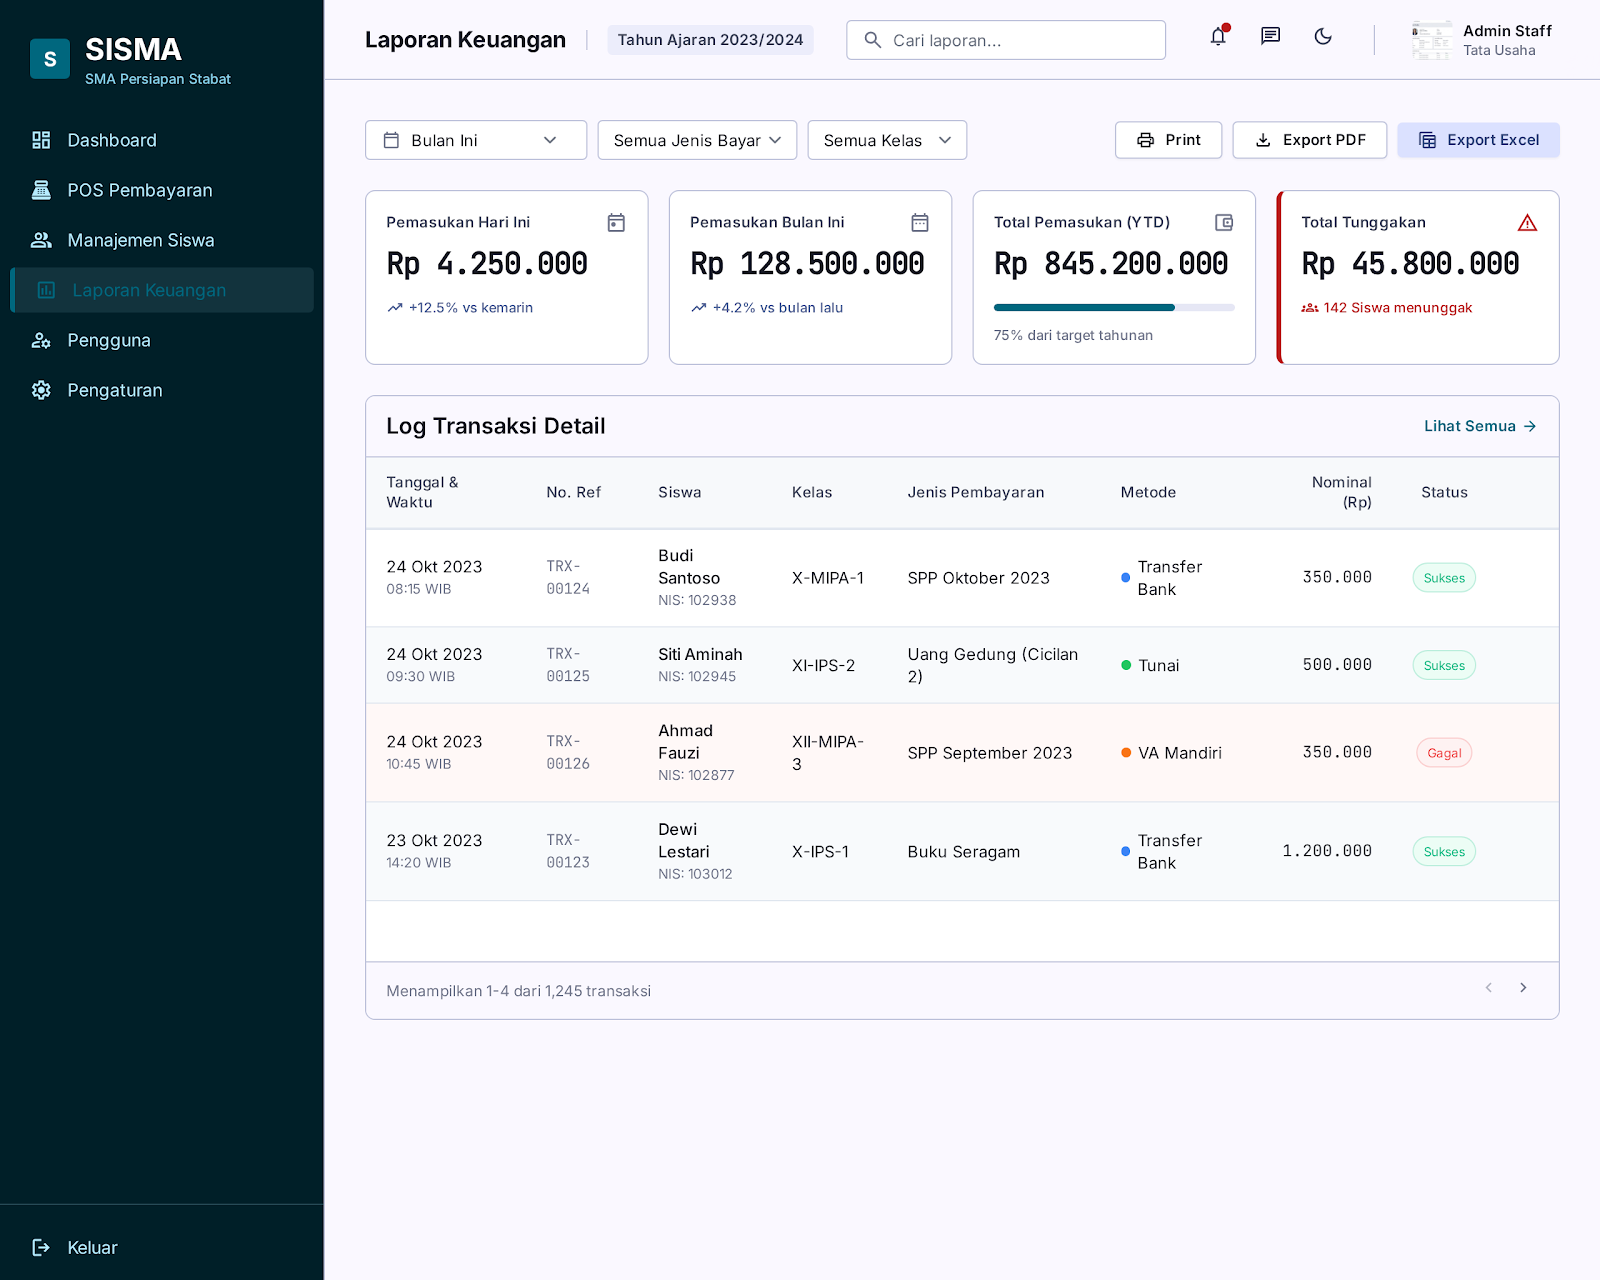 S
SISMA
SMA Persiapan Stabat
Dashboard
POS Pembayaran
Manajemen Siswa
Laporan Keuangan
Pengguna
Pengaturan
Keluar
Laporan Keuangan
Tahun Ajaran 2023/2024
Cari laporan...
Admin Staff
Tata Usaha
Bulan Ini
Semua Jenis Bayar
Semua Kelas
Print
Export PDF
Export Excel
Pemasukan Hari Ini
Rp 4.250.000
+12.5% vs kemarin
Pemasukan Bulan Ini
Rp 128.500.000
+4.2% vs bulan lalu
Total Pemasukan (YTD)
Rp 845.200.000
75% dari target tahunan
Total Tunggakan
Rp 45.800.000
142 Siswa menunggak
Log Transaksi Detail
Lihat Semua →
Tanggal &
Waktu
No. Ref
Siswa
Kelas
Jenis Pembayaran
Metode
Nominal
(Rp)
Status
24 Okt 2023
08:15 WIB
TRX-
00124
Budi
Santoso
NIS: 102938
X-MIPA-1
SPP Oktober 2023
Transfer
Bank
350.000
Sukses
24 Okt 2023
09:30 WIB
TRX-
00125
Siti Aminah
NIS: 102945
XI-IPS-2
Uang Gedung (Cicilan
2)
Tunai
500.000
Sukses
24 Okt 2023
10:45 WIB
TRX-
00126
Ahmad
Fauzi
NIS: 102877
XII-MIPA-
3
SPP September 2023
VA Mandiri
350.000
Gagal
23 Okt 2023
14:20 WIB
TRX-
00123
Dewi
Lestari
NIS: 103012
X-IPS-1
Buku Seragam
Transfer
Bank
1.200.000
Sukses
Menampilkan 1-4 dari 1,245 transaksi